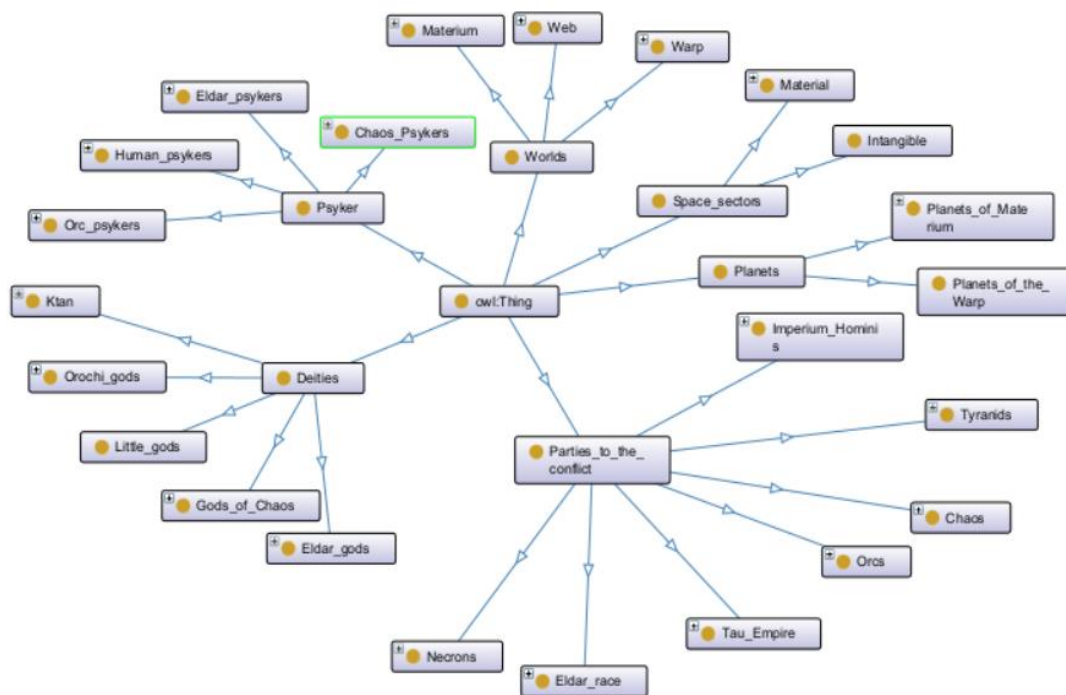 Materium
Web
Warp
Eldar_psykers
Material
Chaos_Psykers
Intangible
Human_psykers
Worlds
Space_sectors
Psyker
Planets_of_Mate
rium
Orc_psykers
Planets
Planets_of_the_
Warp
Ktan
owl:Thing
Imperium_Homini
s
Orochi_gods
Deities
Tyranids
Little_gods
Parties_to_the_
conflict
Gods_of_Chaos
Chaos
Eldar_gods
Orcs
Tau_Empire
Necrons
Eldar_race